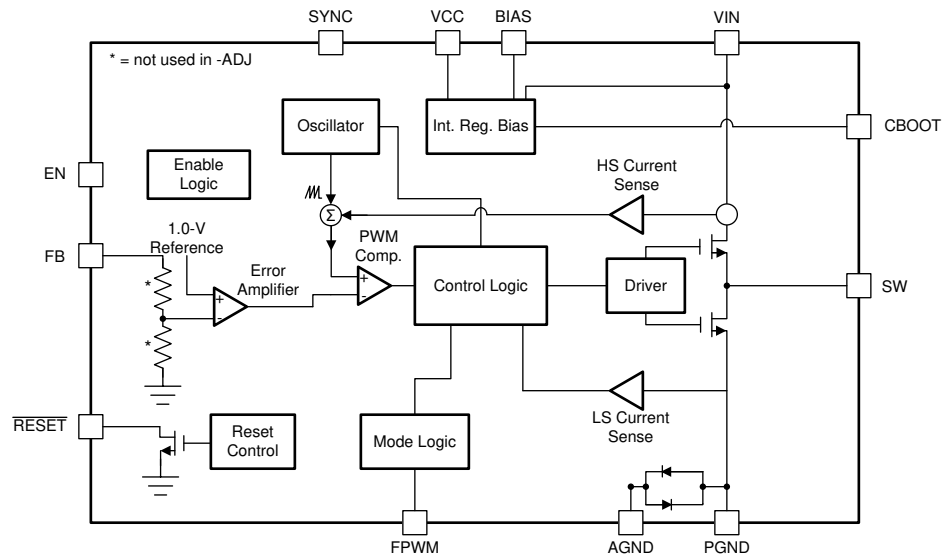 SYNC
VCC
BIAS
VIN
* = not used in -ADJ
Oscillator
Int. Reg. Bias
CBOOT
EN
Enable
Logic
HS Current
Sense
Σ
1.0-V
Reference
FB
PWM
Comp.
Error
Amplifier
*
+
-
+
-
Control Logic
Driver
SW
*
RESET
Reset
Control
Mode Logic
LS Current
Sense
FPWM
AGND
PGND